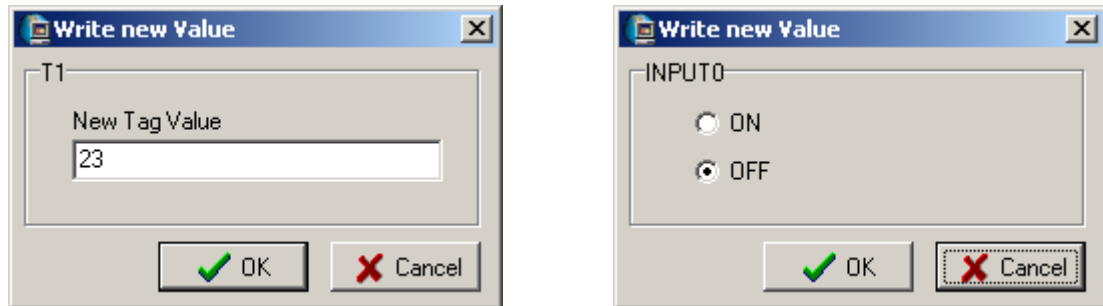 Write new Value
T1
New Tag Value
23
OK
Cancel
Write new Value
INPUT0
ON
OFF
OK
Cancel